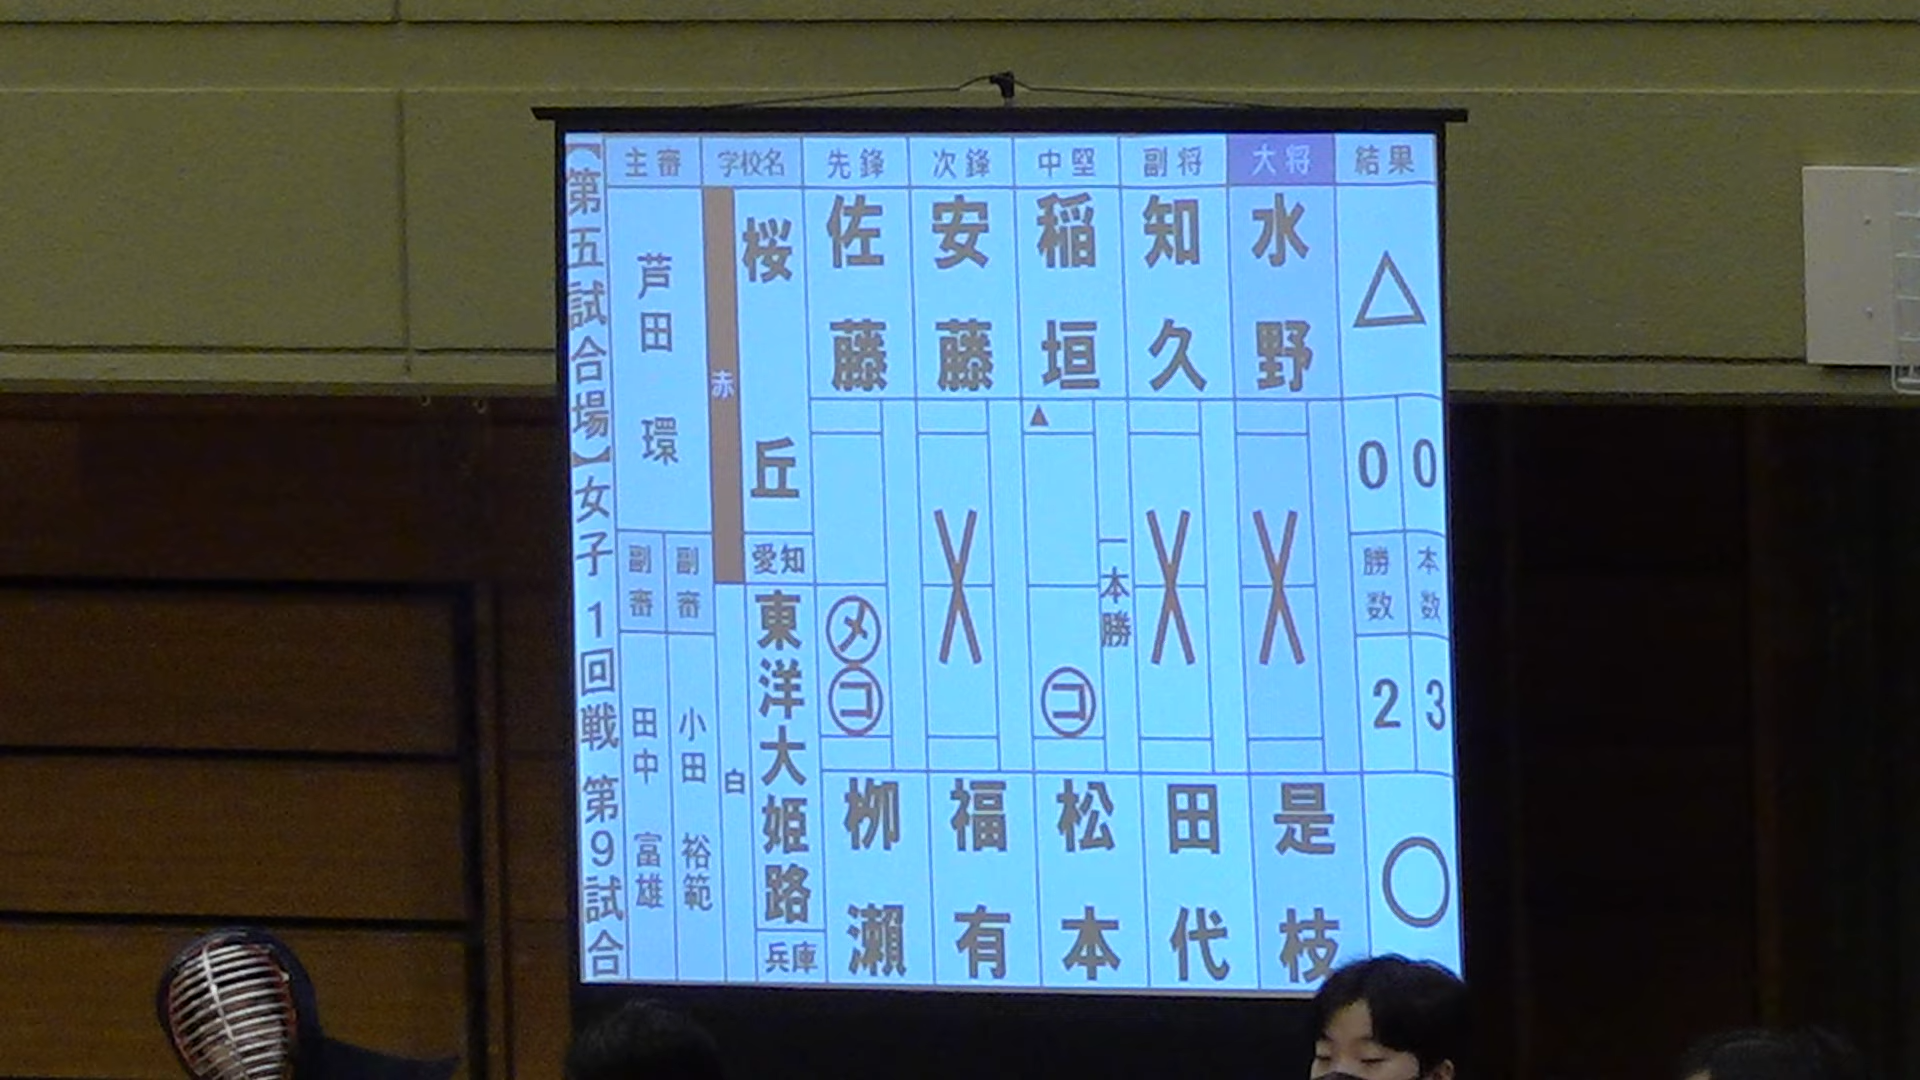 【第五試合場】女子 1回戦 第9試合
主審
学校名
先鋒
次鋒
中堅
副将
大将
結果
芦田 環
赤
桜丘
愛知
佐藤
安藤
稲垣
知久
水野
△
▲
0
0
副審
副審
勝数
本数
一本勝
メ
コ
コ
2
3
田中 富雄
小田 裕範
白
東洋大姫路
兵庫
柳瀬
福有
松本
田代
是枝
○